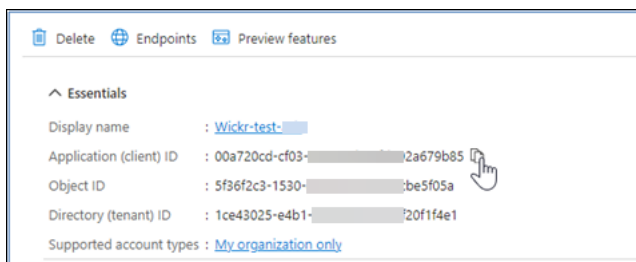 Delete Endpoints Preview features
Essentials
Display name : Wickr-test-
Application (client) ID : 00a720cd-cf03- 2a679b85
Object ID : 5f36f2c3-1530- be5f05a
Directory (tenant) ID : 1ce43025-e4b1- 20f1f4e1
Supported account types : My organization only